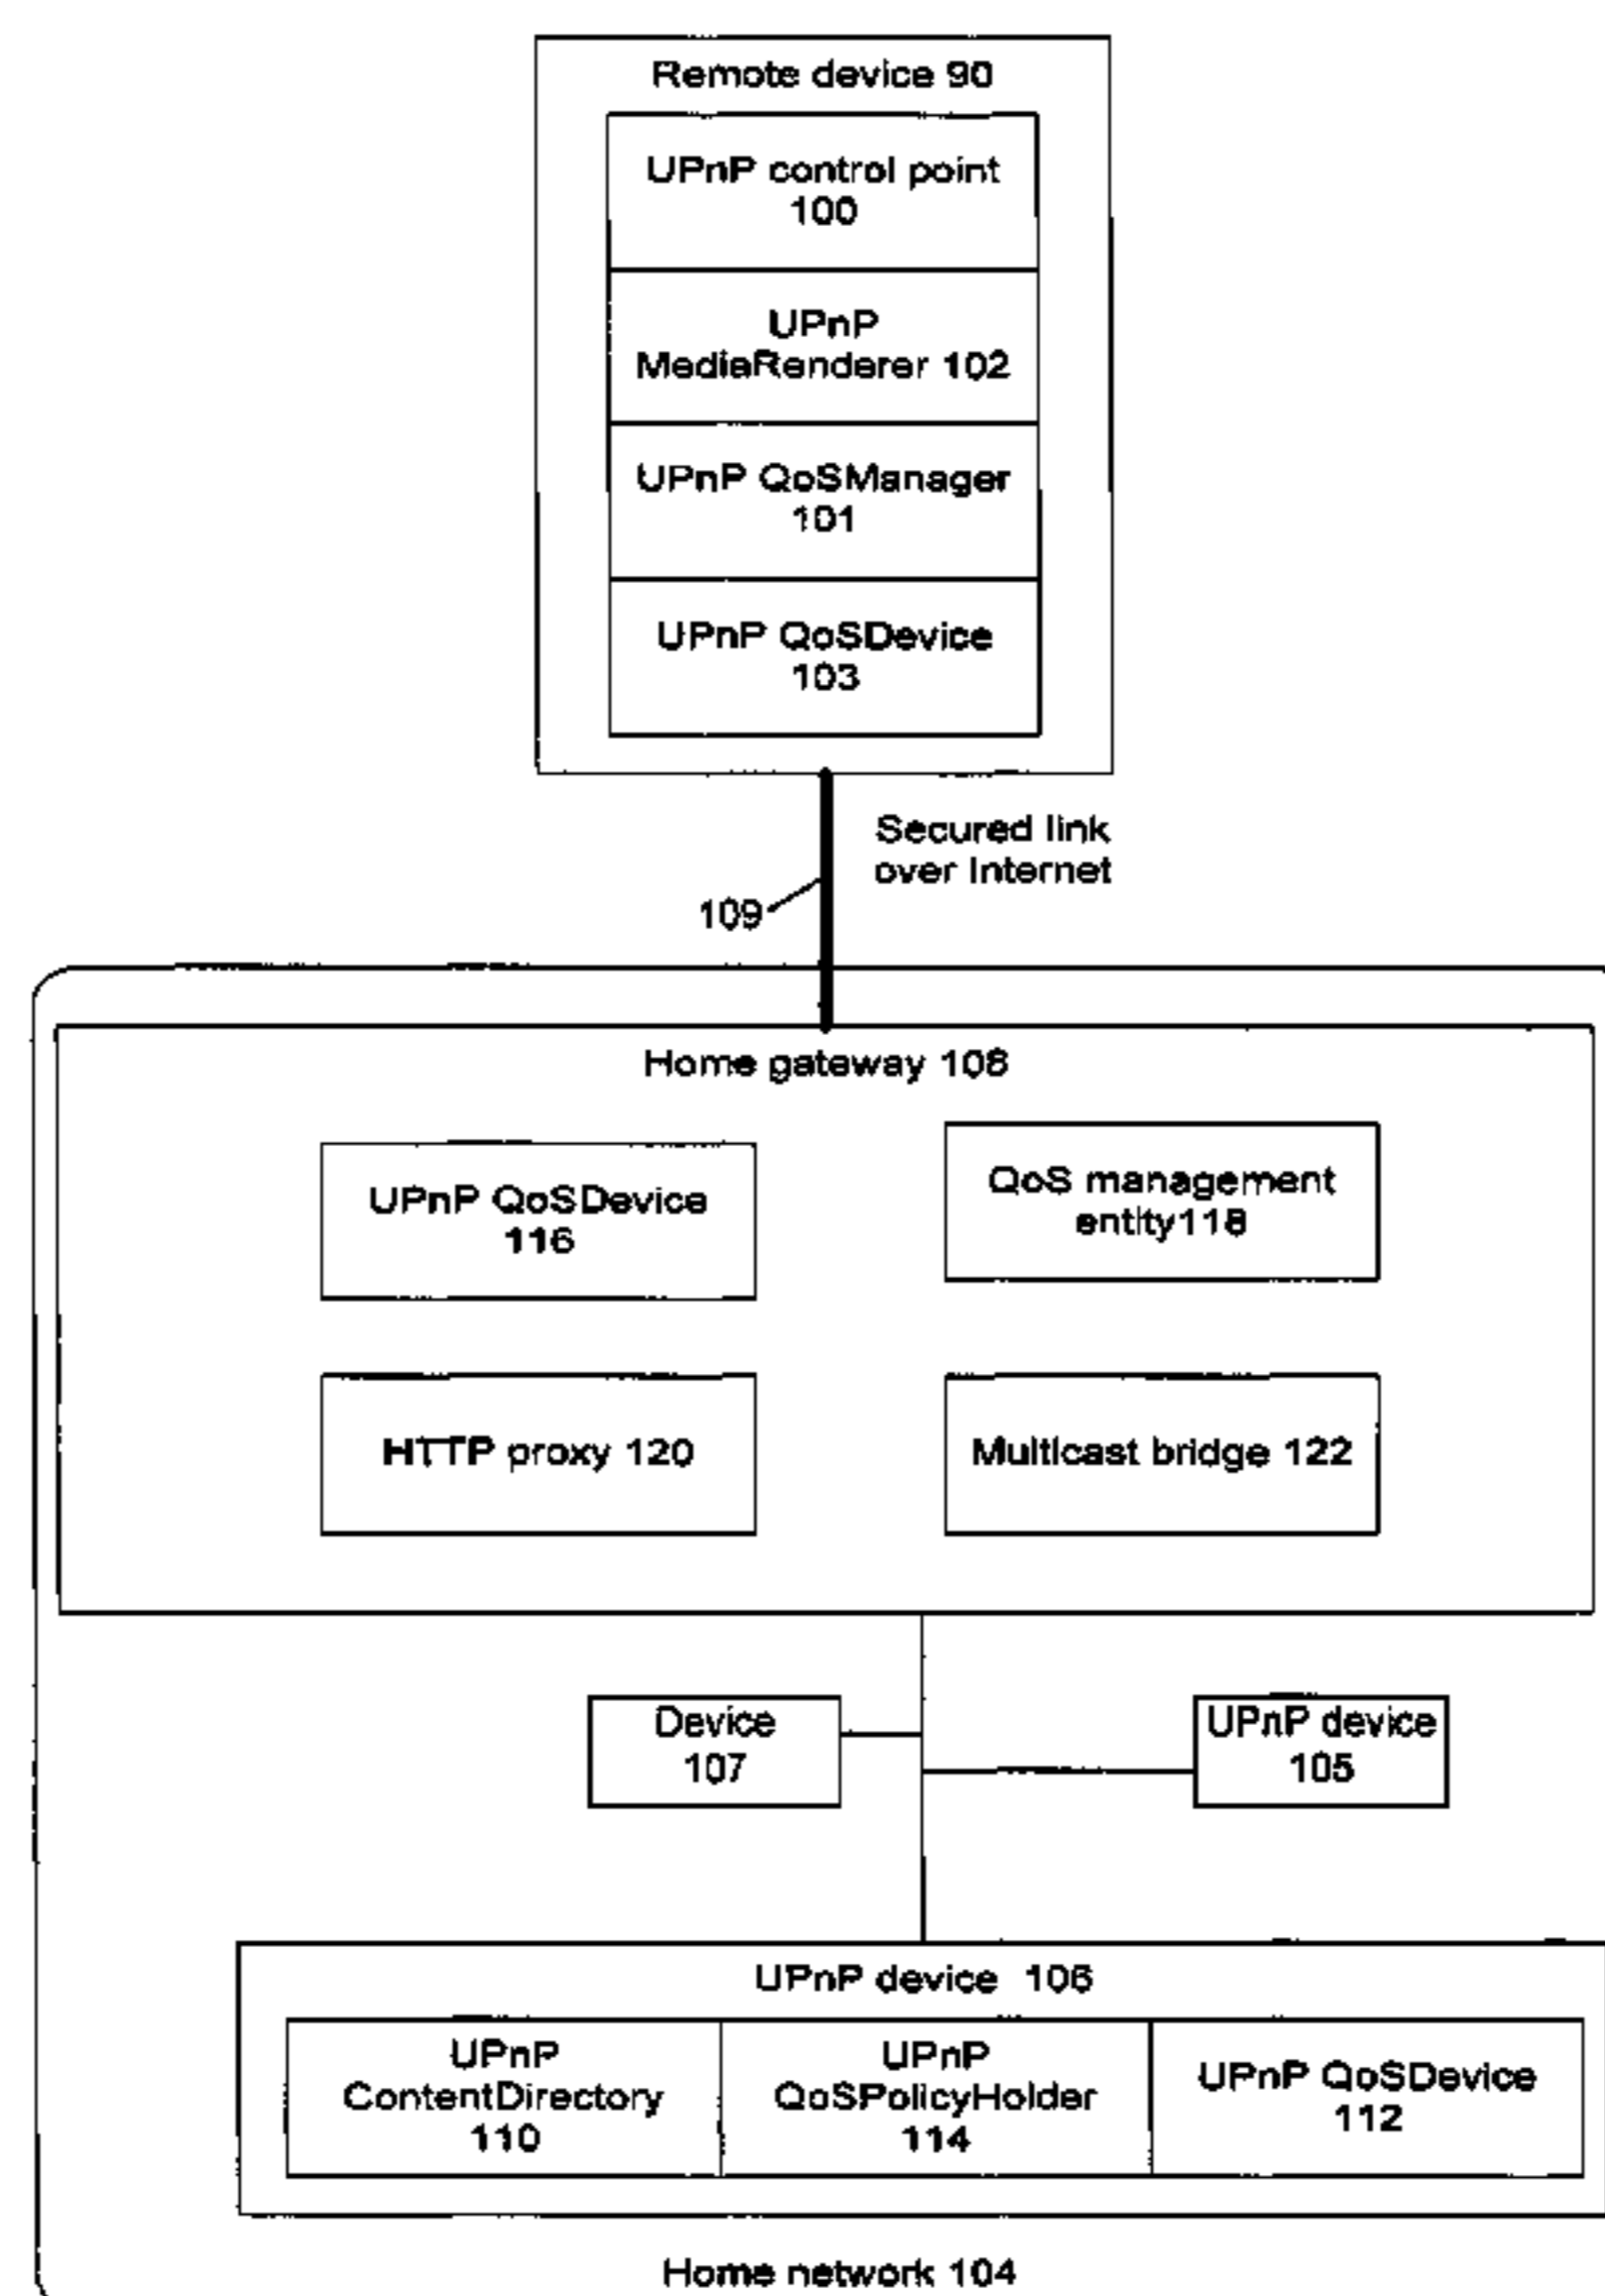 Remote device 90
UPnP control point
100
UPnP
MediaRenderer 102
UPnP QoSManager
101
UPnP QoSDevice
103
Secured link
over Internet
109
Home gateway 108
UPnP QoSDevice
116
QoS management
entity118
HTTP proxy 120
Multicast bridge 122
Device
107
UPnP device
105
UPnP device 106
UPnP
ContentDirectory
110
UPnP
QoSPolicyHolder
114
UPnP QoSDevice
112
Home network 104